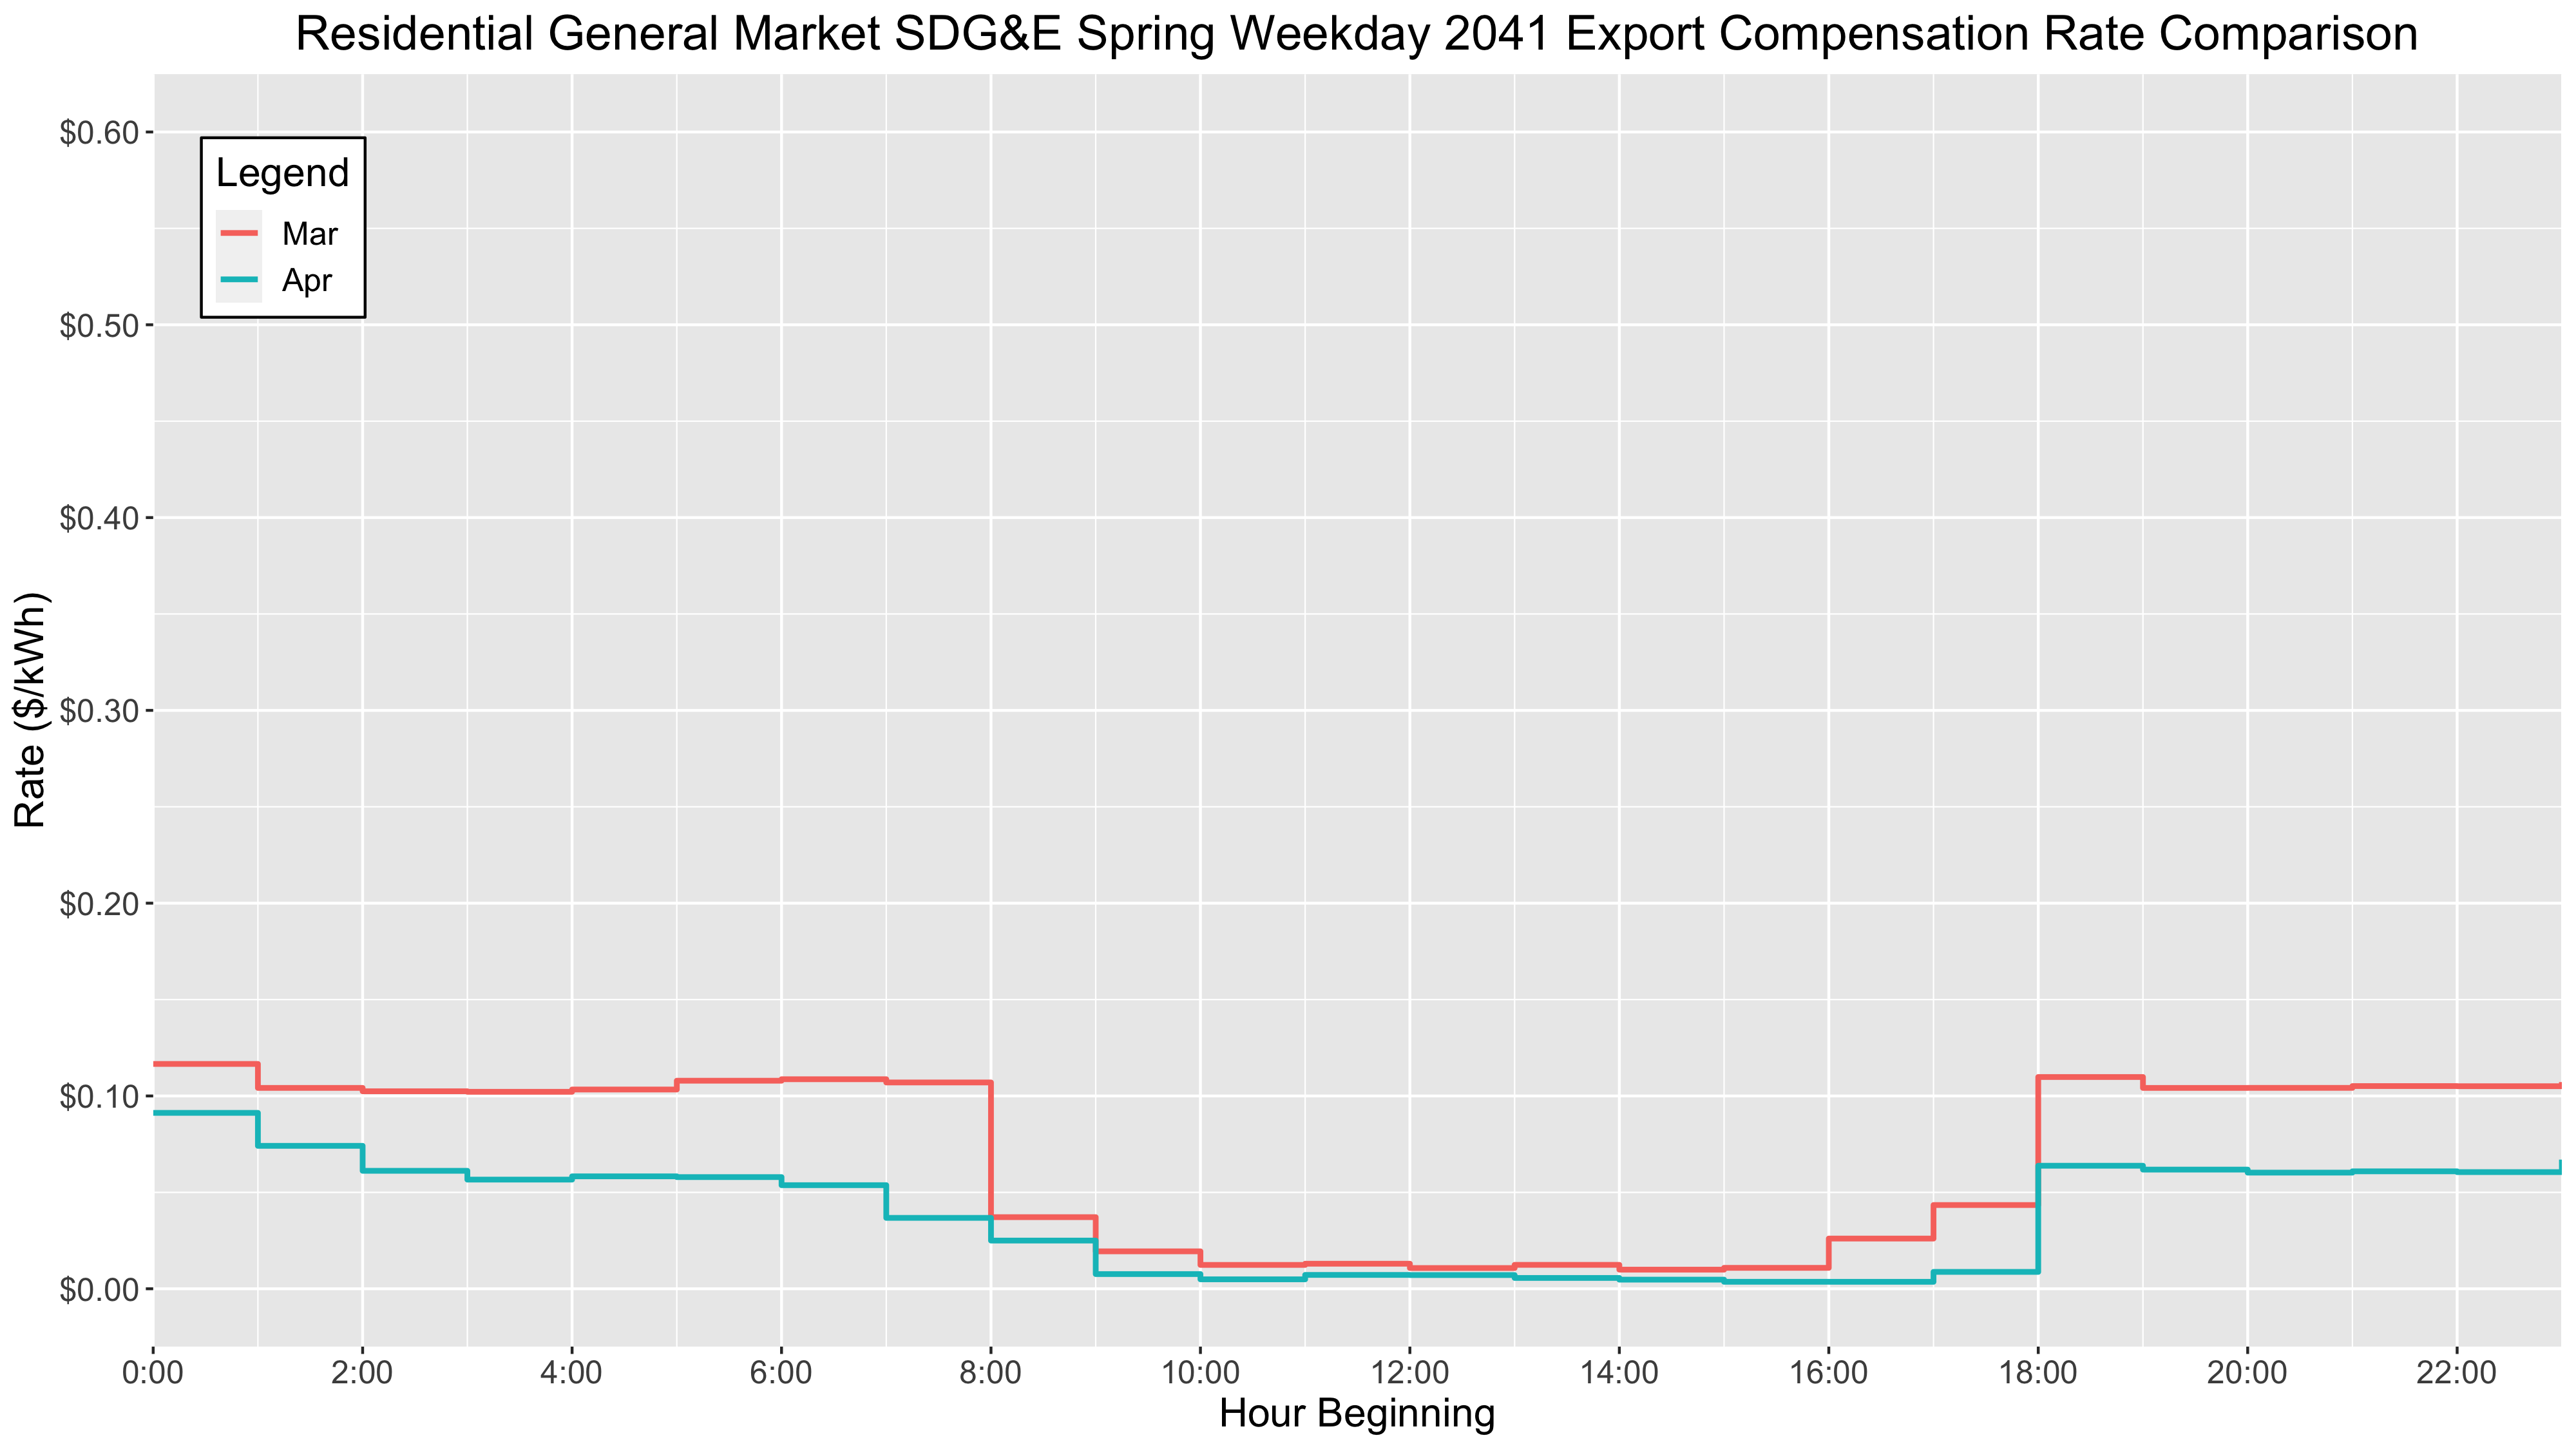 Residential General Market SDG&E Spring Weekday 2041 Export Compensation Rate Comparison
$0.60
Legend
Mar
Apr
$0.50
$0.40
$0.30
$0.20
$0.10
$0.00
Rate ($/kWh)
0:00 2:00 4:00 6:00 8:00 10:00 12:00 14:00 16:00 18:00 20:00 22:00
Hour Beginning